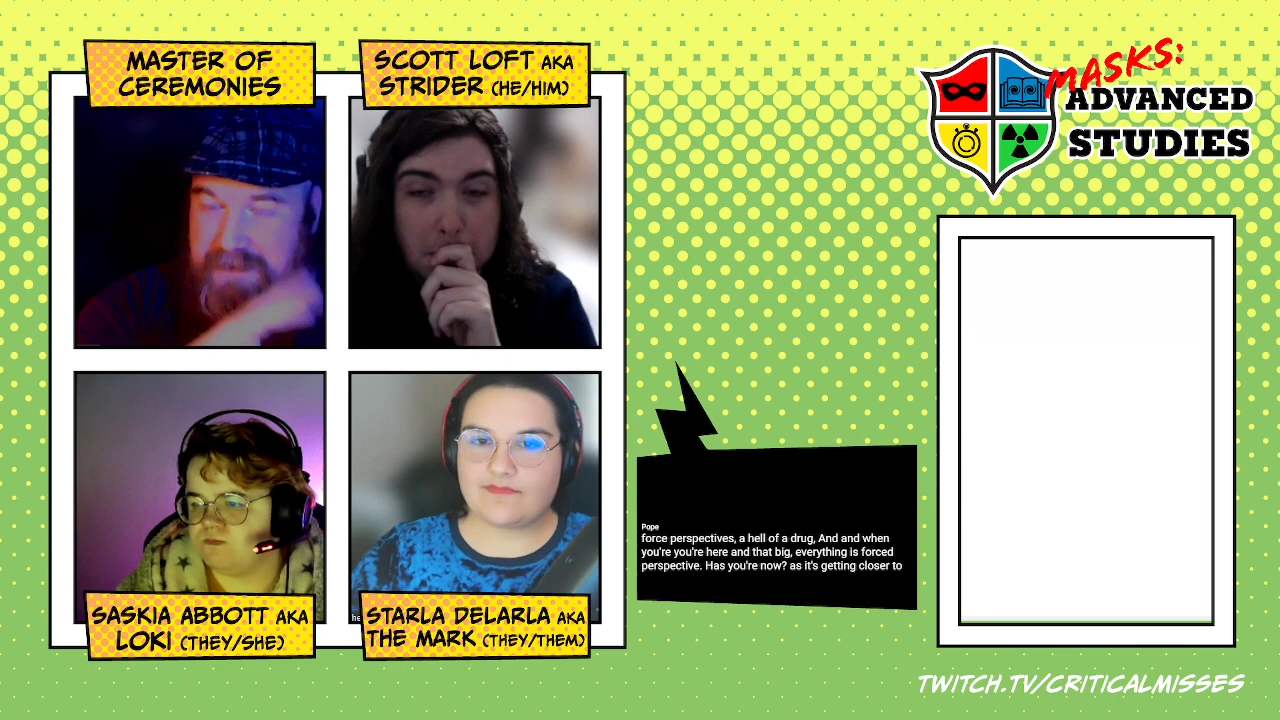 MASTER OF
CEREMONIES
SCOTT LOFT AKA
STRIDER (HE/HIM)
MASKS:
ADVANCED
STUDIES
Pope
force perspectives, a hell of a drug, And and when
you're you're here and that big, everything is forced
perspective. Has you're now? as it's getting closer to
SASKIA ABBOTT AKA
LOKI (THEY/SHE)
he
STARLA DELARLA AKA
THE MARK (THEY/THEM)
TWITCH.TV/CRITICALMISSES